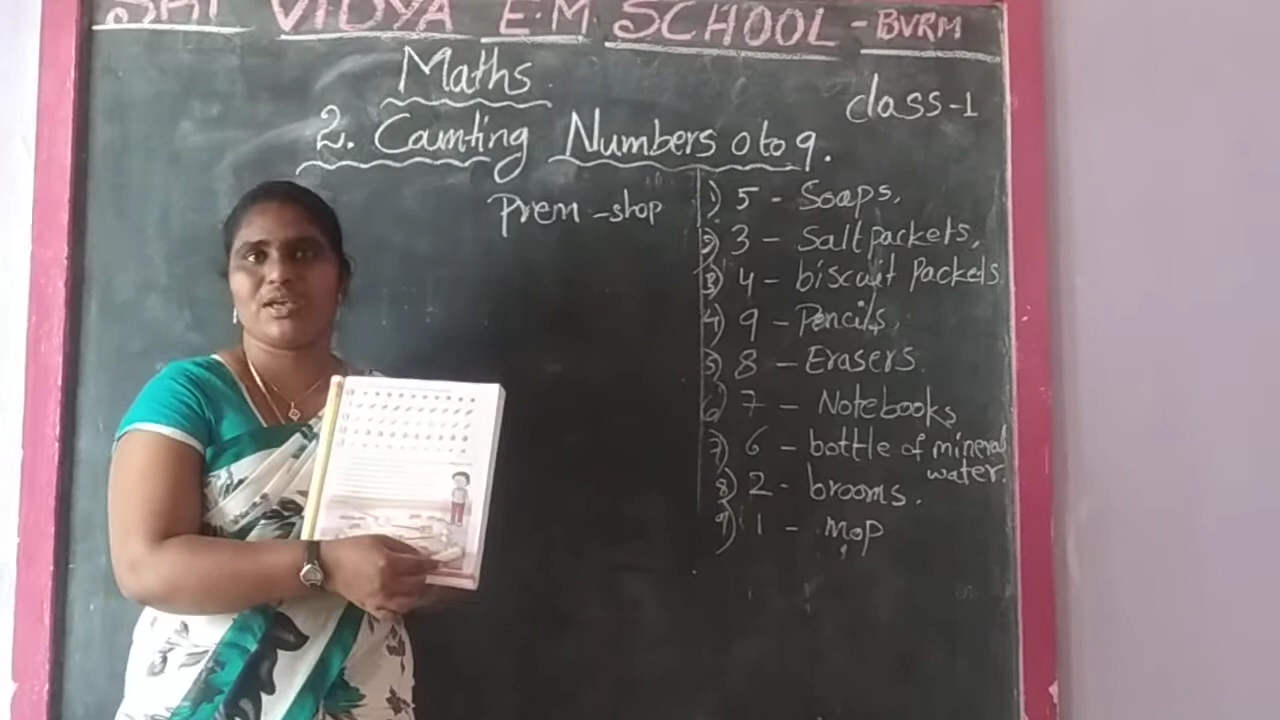 SRI VIDYA E.M SCHOOL - BVRM
Maths
class-1
2. Counting Numbers 0 to 9.
Prem - shop
1) 5 - Soaps,
2) 3 - Salt packets,
3) 4 - biscuit Packets
4) 9 - Pencils,
5) 8 - Erasers.
6) 7 - Notebooks
7) 6 - bottle of mineral
water.
8) 2 - brooms.
9) 1 - mop